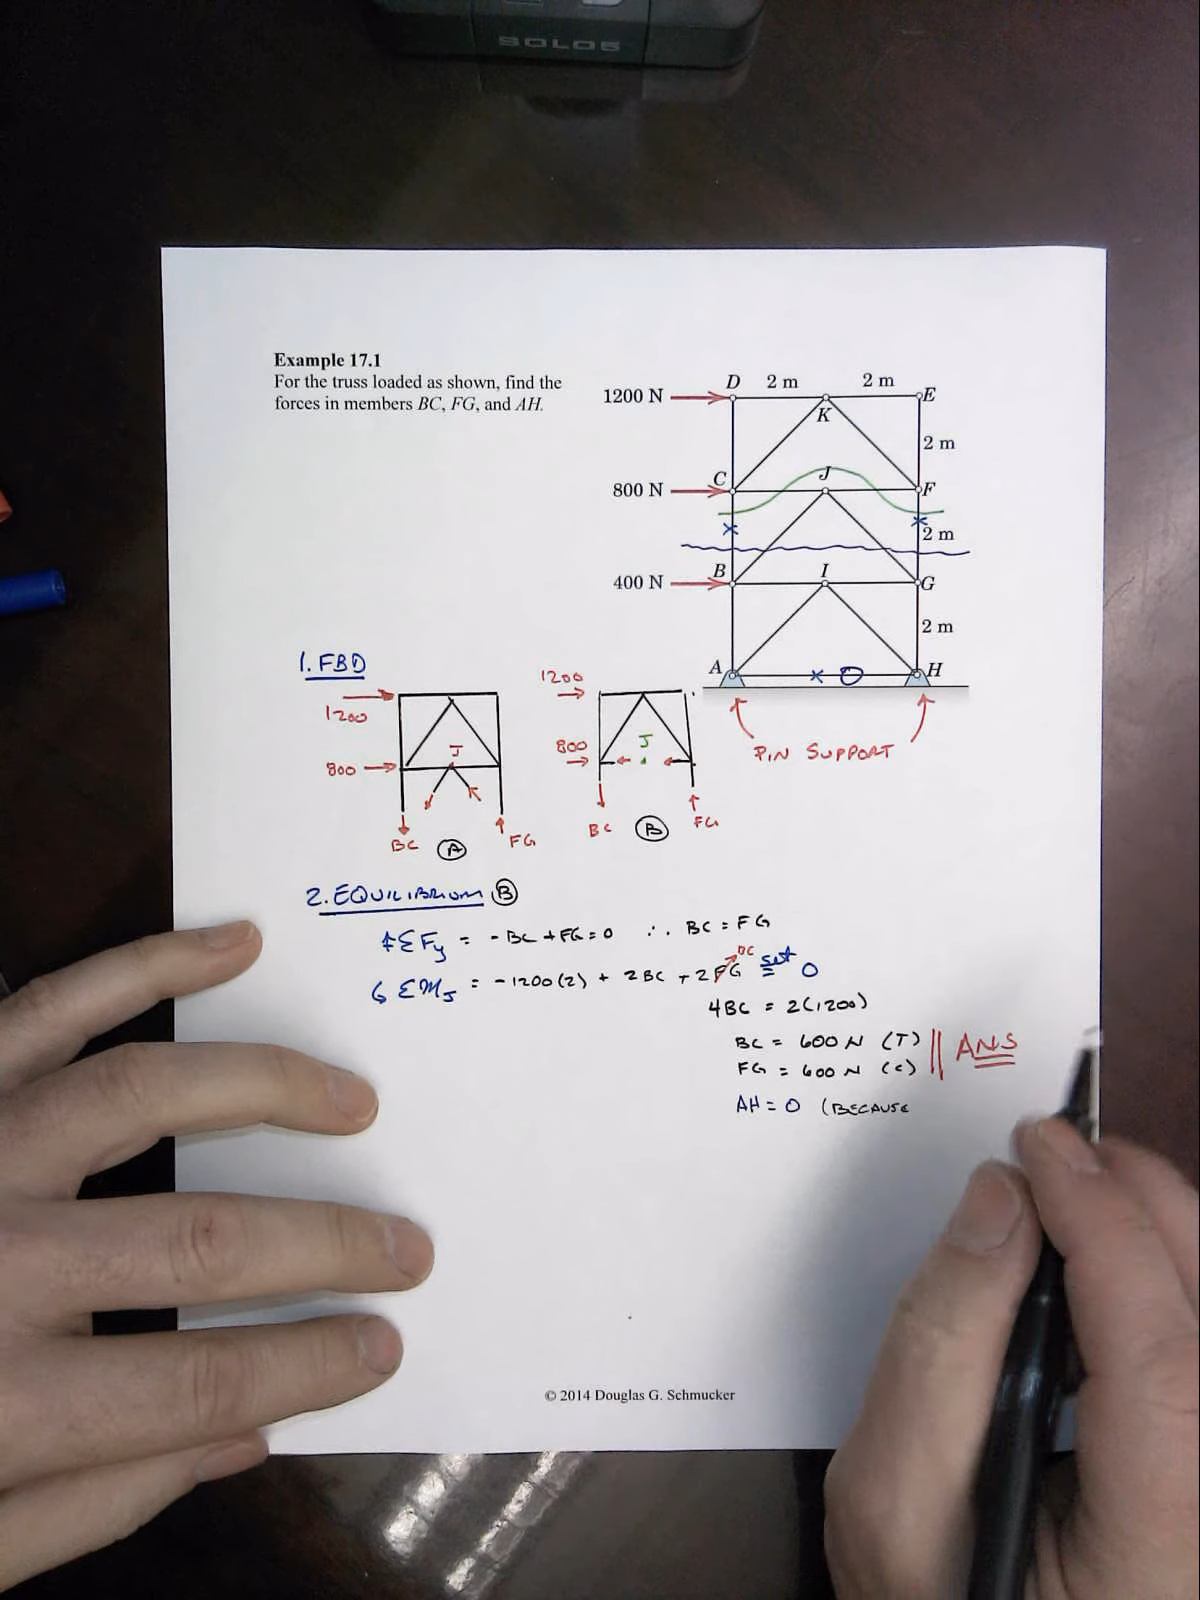 SOLO5
Example 17.1
For the truss loaded as shown, find the
forces in members BC, FG, and AH.
D 2 m 2 m
1200 N E
K
2 m
C J
800 N F
2 m
B I
400 N G
2 m
A H
PIN SUPPORT
1. FBD
1200
800
J
BC A FG
1200
800
J
BC B FG
2. EQUILIBRIUM B
ΣFy = -BC + FG = 0 ∴ BC = FG
ΣMJ = -1200(2) + 2BC + 2FG BC set = 0
4BC = 2(1200)
BC = 600 N (T)
FG = 600 N (C)
ANS
AH = 0 (BECAUSE
© 2014 Douglas G. Schmucker